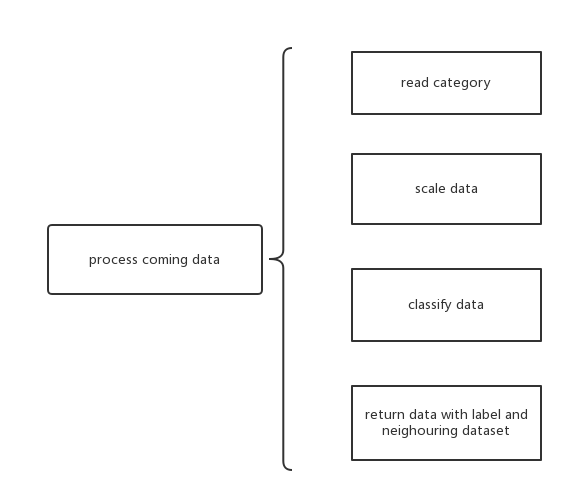 process coming data
read category
scale data
classify data
return data with label and
neighouring dataset